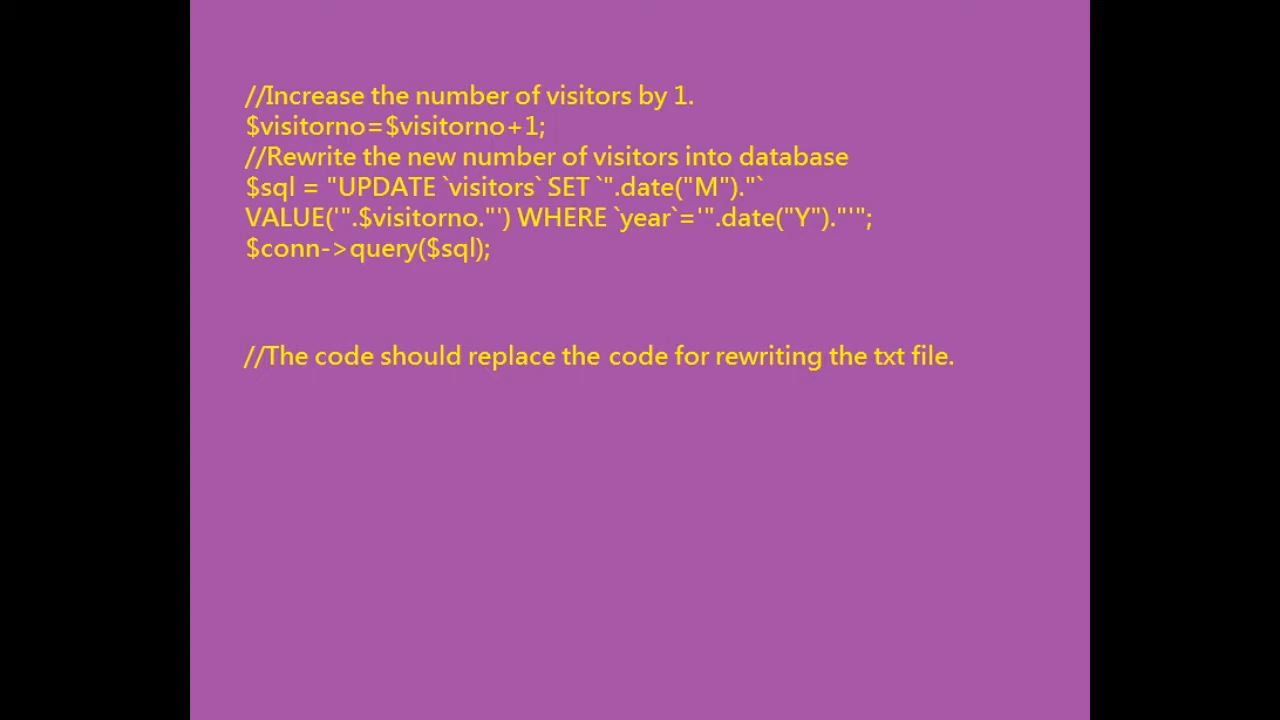 //Increase the number of visitors by 1.
$visitorno=$visitorno+1;
//Rewrite the new number of visitors into database
$sql = "UPDATE `visitors` SET `".date("M")."`
VALUE('".$visitorno."') WHERE `year`='".date("Y")."'";
$conn->query($sql);
//The code should replace the code for rewriting the txt file.